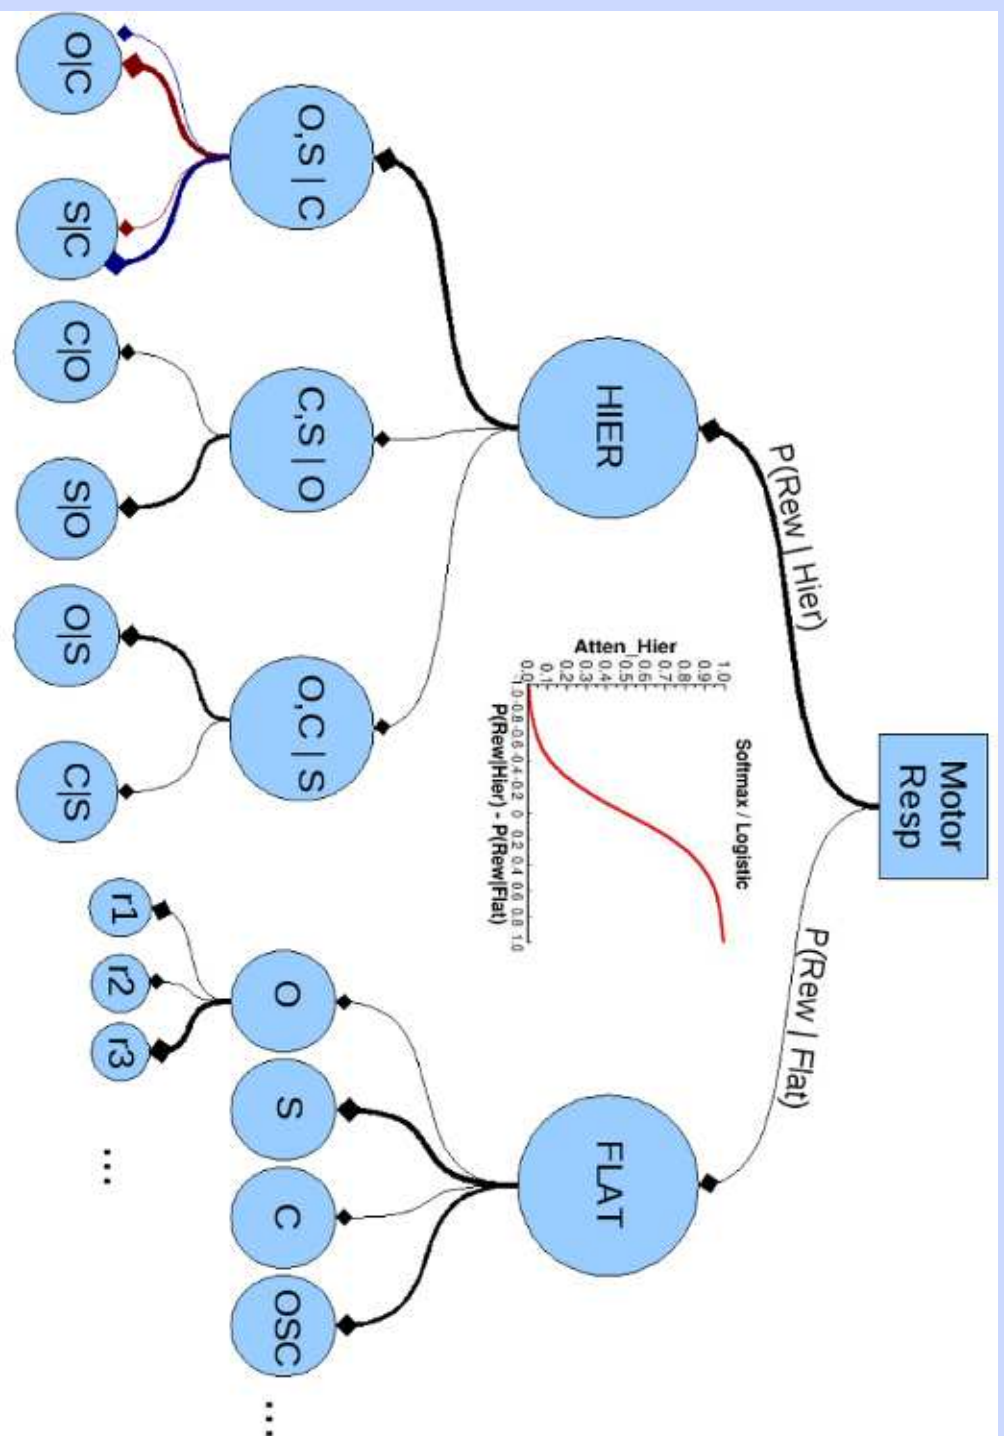 Motor
Resp
P(Rew | Hier)
P(Rew | Flat)
Softmax / Logistic
Atten_Hier
1.0
0.9
0.8
0.7
0.6
0.5
0.4
0.3
0.2
0.1
0.0
-1.0 -0.8 -0.6 -0.4 -0.2 0 0.2 0.4 0.6 0.8 1.0
P(Rew|Hier) - P(Rew|Flat)
HIER
FLAT
O,S | C
C,S | O
O,C | S
O
S
C
OSC
...
O|C
S|C
C|O
S|O
O|S
C|S
r1
r2
r3
...